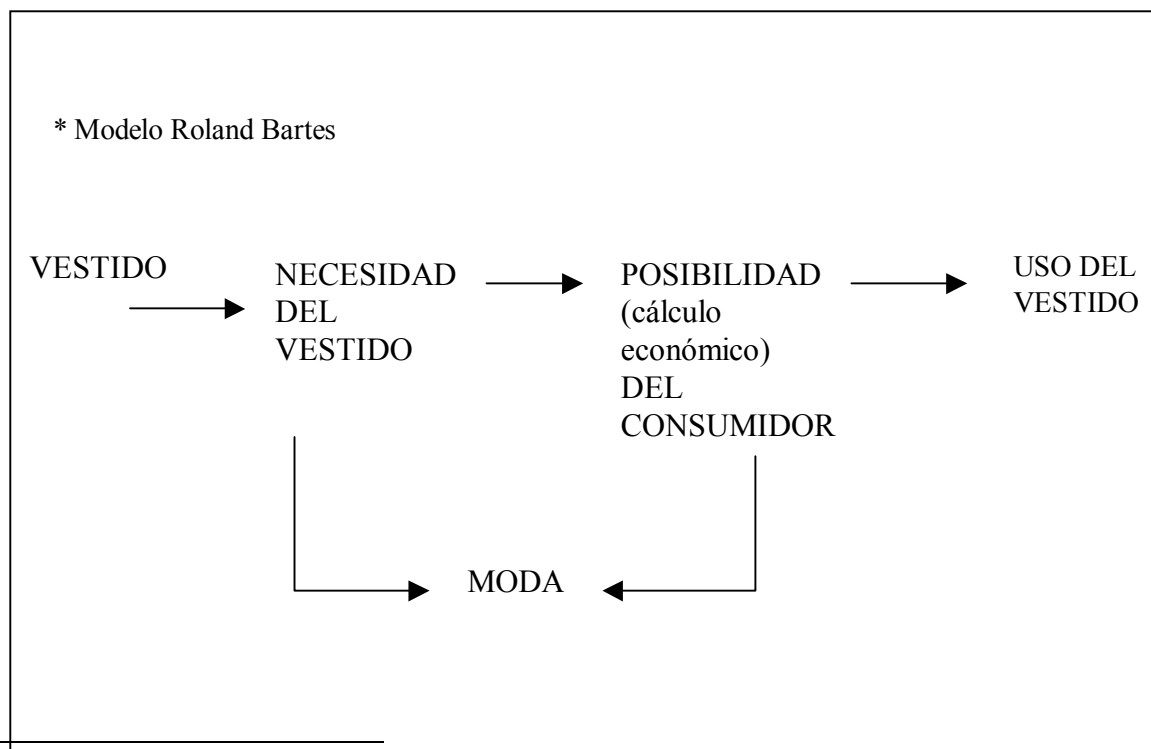 * Modelo Roland Bartes
VESTIDO
NECESIDAD
DEL
VESTIDO
POSIBILIDAD
(cálculo
económico)
DEL
CONSUMIDOR
USO DEL
VESTIDO
MODA